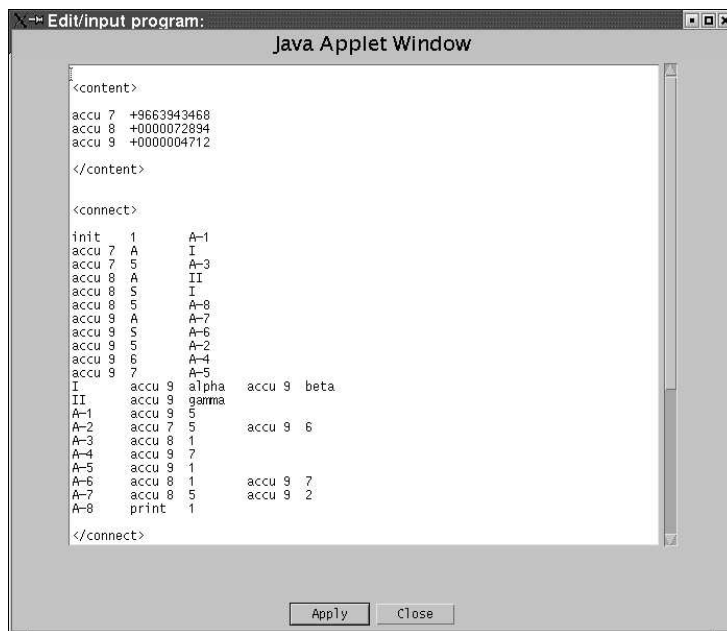 Edit/input program:
Java Applet Window
<content>
accu 7 +9663943468
accu 8 +0000072894
accu 9 +0000004712
</content>
<connect>
init 1 A-1
accu 7 A I
accu 7 5 A-3
accu 8 A II
accu 8 S I
accu 8 5 A-8
accu 9 A A-7
accu 9 S A-6
accu 9 5 A-2
accu 9 6 A-4
accu 9 7 A-5
I accu 9 alpha accu 9 beta
II accu 9 gamma
A-1 accu 9 5
A-2 accu 7 5 accu 9 6
A-3 accu 8 1
A-4 accu 9 7
A-5 accu 9 1
A-6 accu 8 1 accu 9 7
A-7 accu 8 5 accu 9 2
A-8 print 1
</connect>
Apply Close